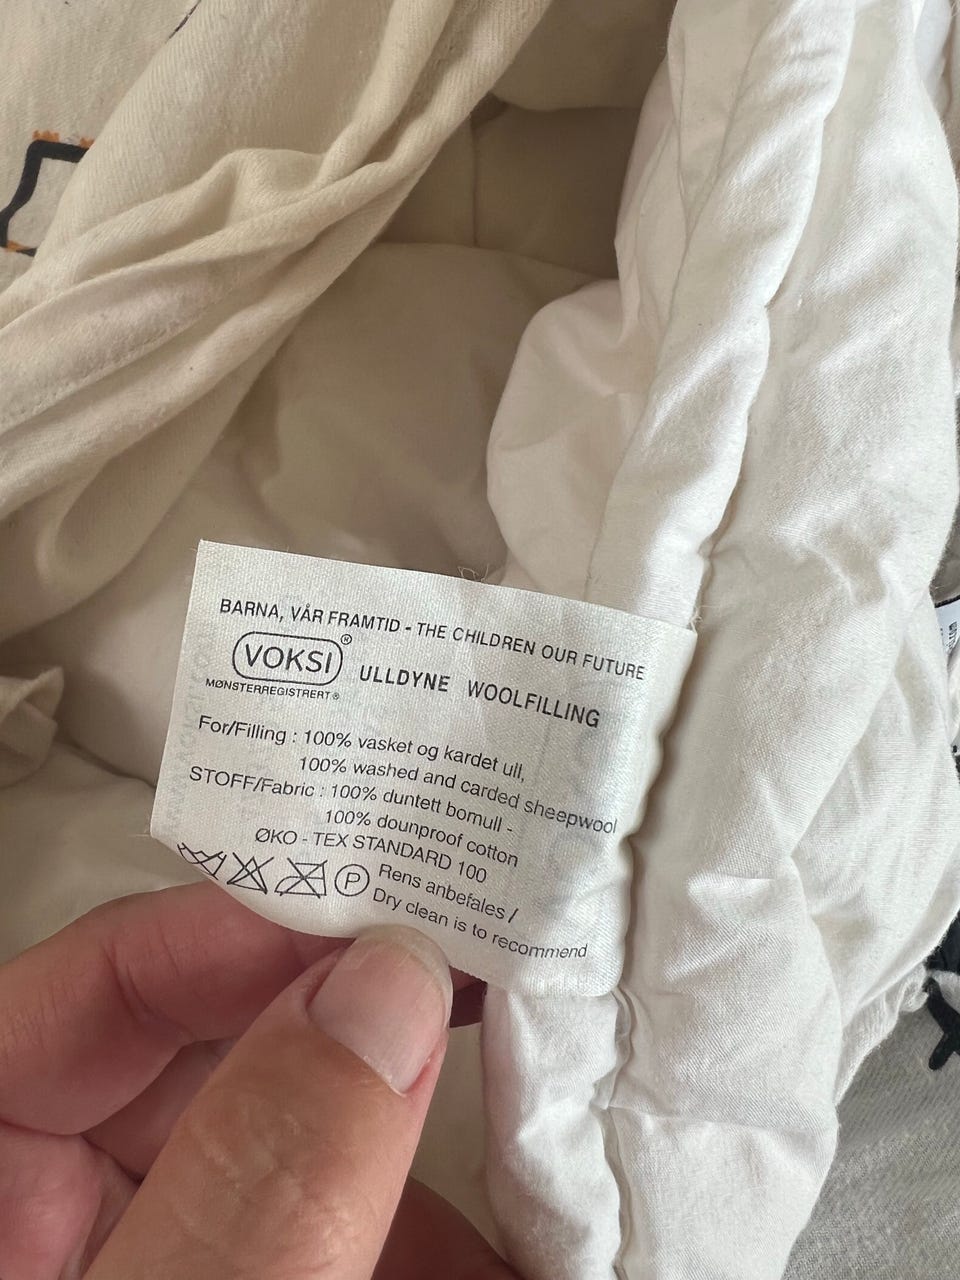 BARNA, VÅR FRAMTID - THE CHILDREN OUR FUTURE
VOKSI® ULLDYNE WOOLFILLING
MØNSTERREGISTRERT®
For/Filling : 100% vasket og kardet ull,
100% washed and carded sheepwool
STOFF/Fabric : 100% duntett bomull -
100% dounproof cotton
ØKO - TEX STANDARD 100
P Rens anbefales /
Dry clean is to recommend